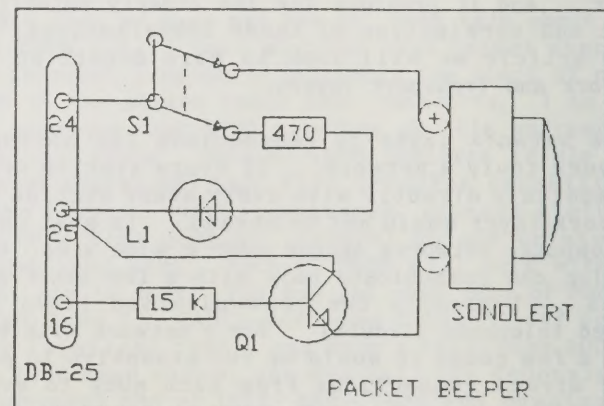 24
S1
+
470
25
L1
−
16
15 K
Q1
SONOLERT
DB-25
PACKET BEEPER